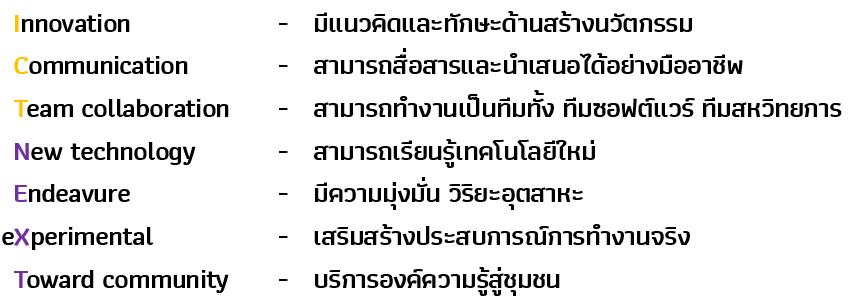 Innovation - มีแนวคิดและทักษะด้านสร้างนวัตกรรม
Communication - สามารถสื่อสารและนำเสนอได้อย่างมืออาชีพ
Team collaboration - สามารถทำงานเป็นทีมทั้ง ทีมซอฟต์แวร์ ทีมสหวิทยการ
New technology - สามารถเรียนรู้เทคโนโลยีใหม่
Endeavure - มีความมุ่งมั่น วิริยะอุตสาหะ
eXperimental - เสริมสร้างประสบการณ์การทำงานจริง
Toward community - บริการองค์ความรู้สู่ชุมชน